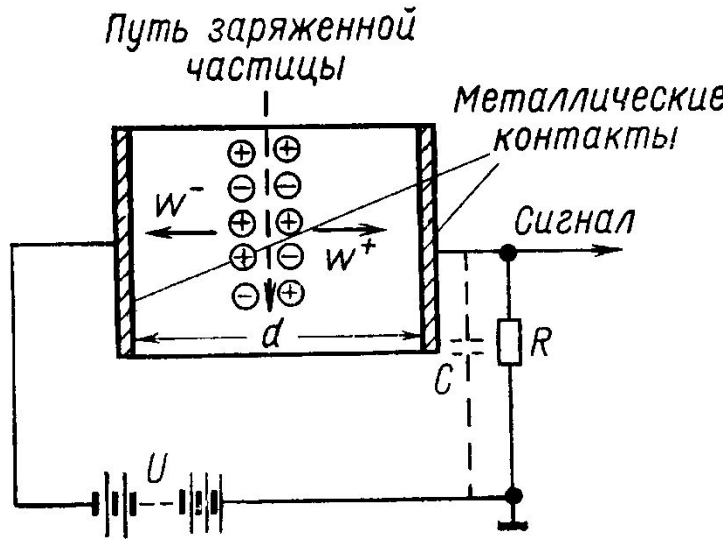 Путь заряженной
частицы
Металлические
контакты
+ +
− −
w⁻
+ +
w⁺
Сигнал
+ −
− +
d
C
R
U